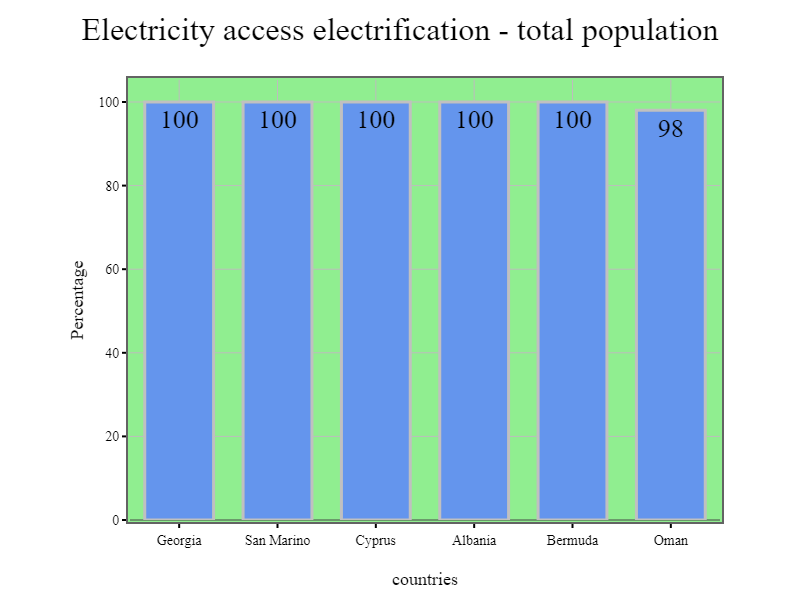 Electricity access electrification - total population
100 100 100 100 100 98
100
80
60
40
20
0
Percentage
Georgia San Marino Cyprus Albania Bermuda Oman
countries